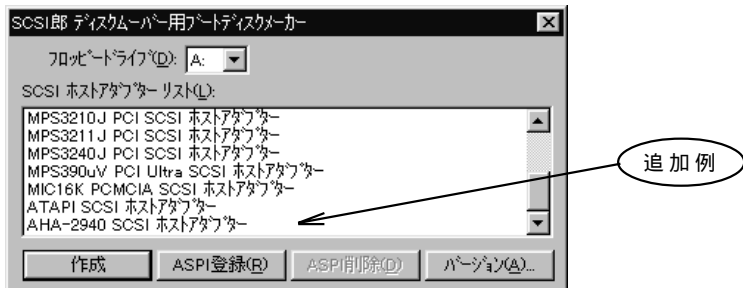 SCSI郎 ディスクムーバー用ブートディスクメーカー
フロッピードライブ(D): A:
SCSI ホストアダプター リスト(L):
MPS3210J PCI SCSI ホストアダプター
MPS3211J PCI SCSI ホストアダプター
MPS3240J PCI SCSI ホストアダプター
MPS390uV PCI Ultra SCSI ホストアダプター
MIC16K PCMCIA SCSI ホストアダプター
ATAPI SCSI ホストアダプター
AHA-2940 SCSI ホストアダプター
追加例
作成 ASPI登録(R) ASPI削除(D) バージョン(A)...